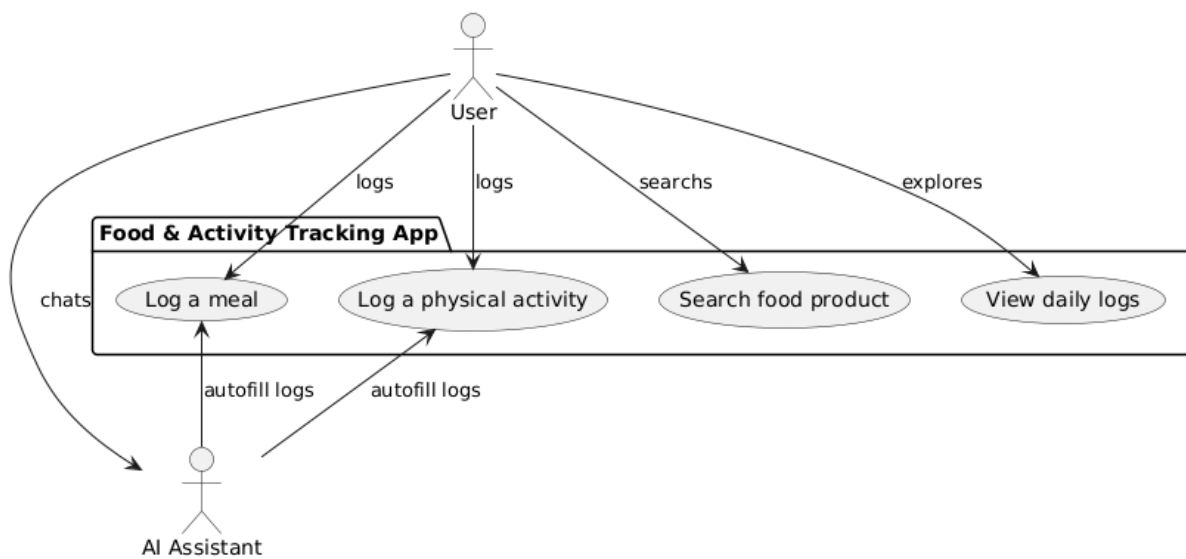 User
logs
logs
searchs
explores
Food & Activity Tracking App
chats
Log a meal
Log a physical activity
Search food product
View daily logs
autofill logs
autofill logs
AI Assistant